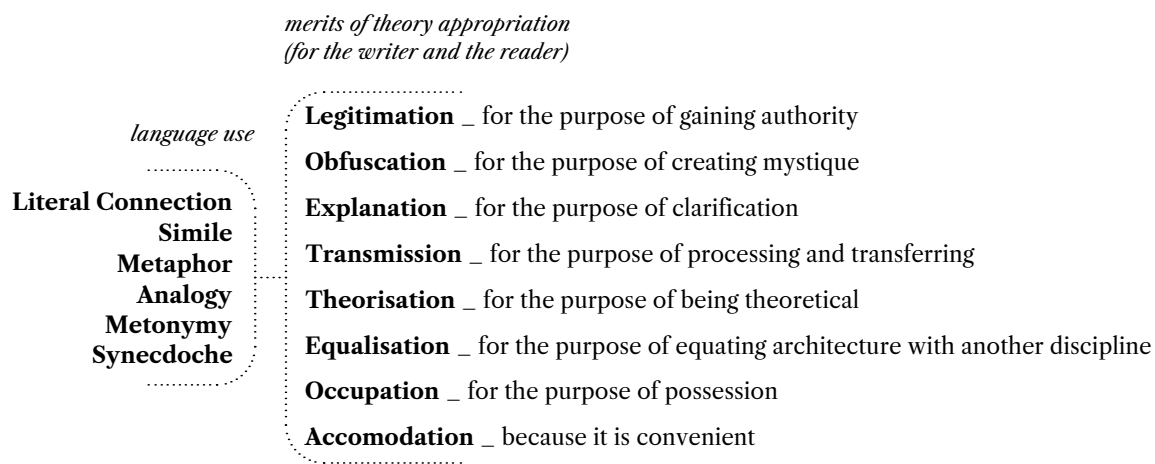 merits of theory appropriation
(for the writer and the reader)
language use
Literal Connection
Simile
Metaphor
Analogy
Metonymy
Synecdoche
Legitimation _ for the purpose of gaining authority
Obfuscation _ for the purpose of creating mystique
Explanation _ for the purpose of clarification
Transmission _ for the purpose of processing and transferring
Theorisation _ for the purpose of being theoretical
Equalisation _ for the purpose of equating architecture with another discipline
Occupation _ for the purpose of possession
Accomodation _ because it is convenient